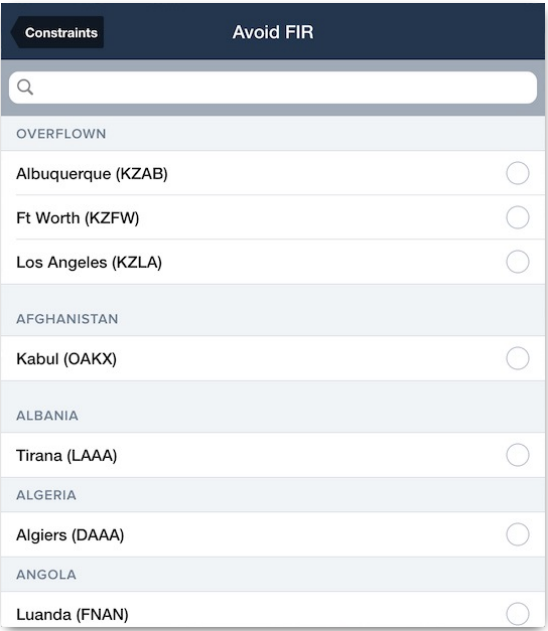 Constraints
Avoid FIR
OVERFLOWN
Albuquerque (KZAB)
Ft Worth (KZFW)
Los Angeles (KZLA)
AFGHANISTAN
Kabul (OAKX)
ALBANIA
Tirana (LAAA)
ALGERIA
Algiers (DAAA)
ANGOLA
Luanda (FNAN)